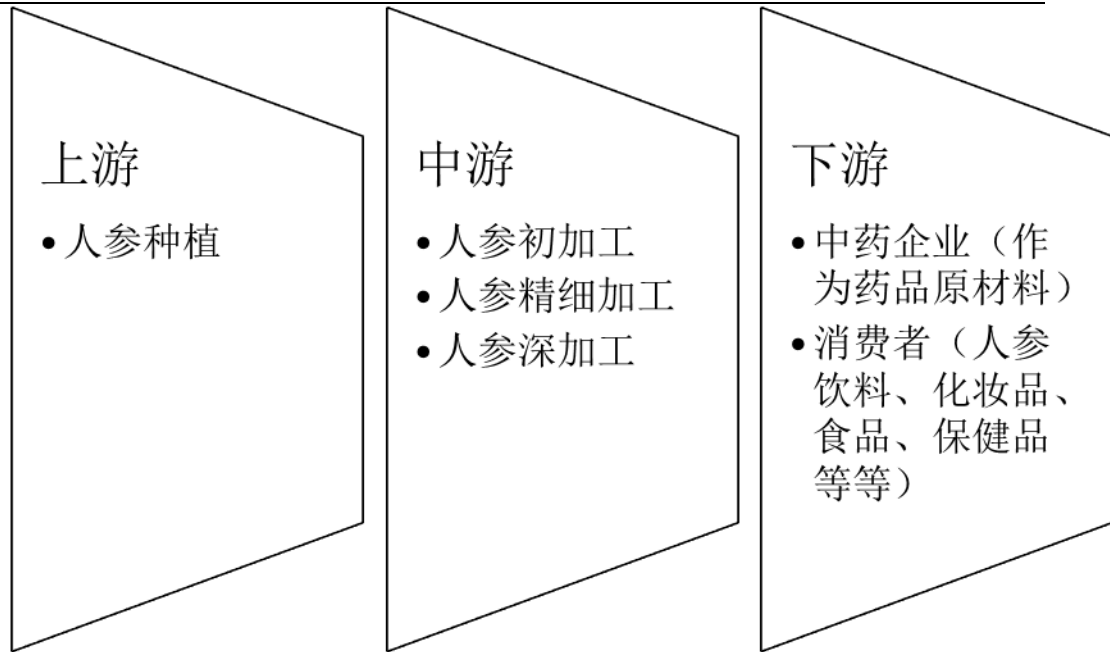 上游
• 人参种植
中游
• 人参初加工
• 人参精细加工
• 人参深加工
下游
• 中药企业（作
为药品原材料）
• 消费者（人参
饮料、化妆品、
食品、保健品
等等）